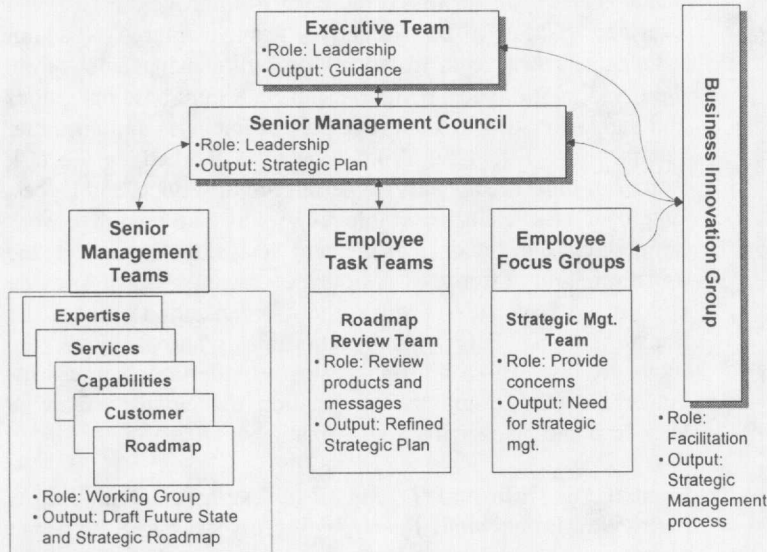 Executive Team
•Role: Leadership
•Output: Guidance
Senior Management Council
•Role: Leadership
•Output: Strategic Plan
Senior
Management
Teams
Expertise
Services
Capabilities
Customer
Roadmap
• Role: Working Group
• Output: Draft Future State
and Strategic Roadmap
Employee
Task Teams
Roadmap
Review Team
• Role: Review
products and
messages
• Output: Refined
Strategic Plan
Employee
Focus Groups
Strategic Mgt.
Team
• Role: Provide
concerns
• Output: Need
for strategic
mgt.
Business Innovation Group
• Role:
Facilitation
• Output:
Strategic
Management
process